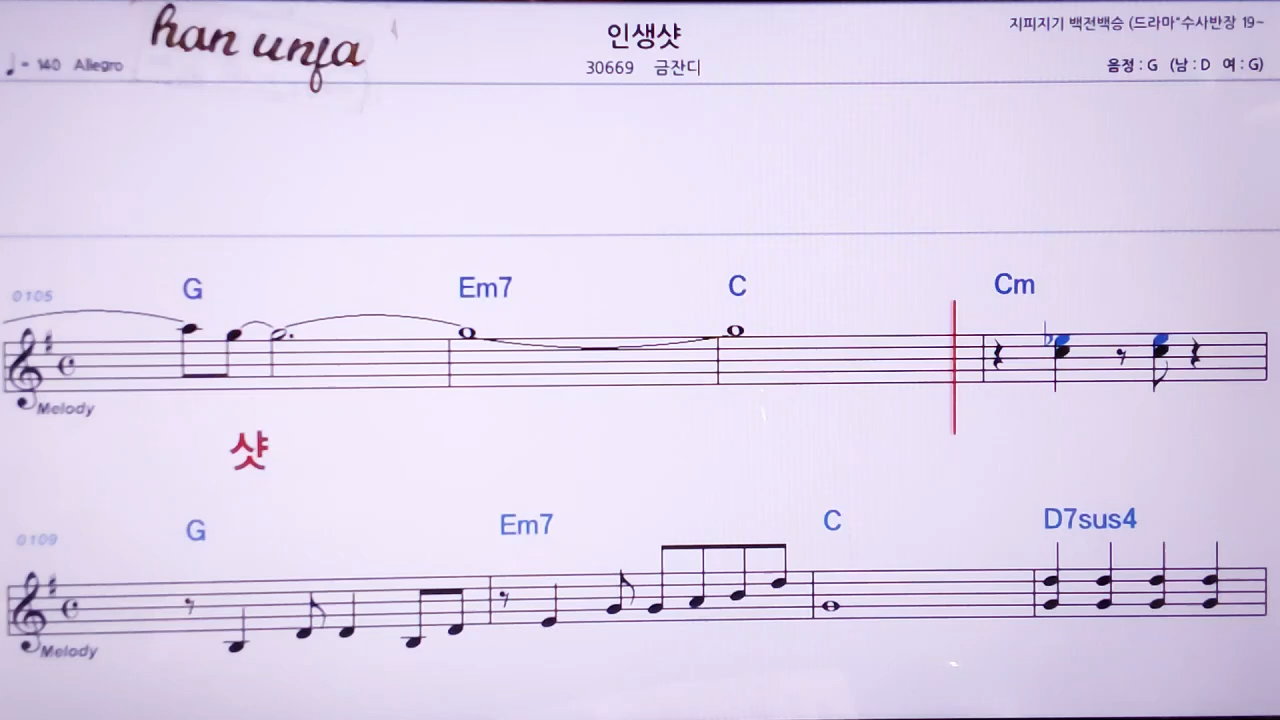 han unfa
인생샷
지피지기 백전백승 (드라마"수사반장 19~
♩= 140 Allegro
30669 금잔디
음정 : G (남 : D 여 : G)
0105 G Em7 C Cm
Melody
샷
0109 G Em7 C D7sus4
Melody